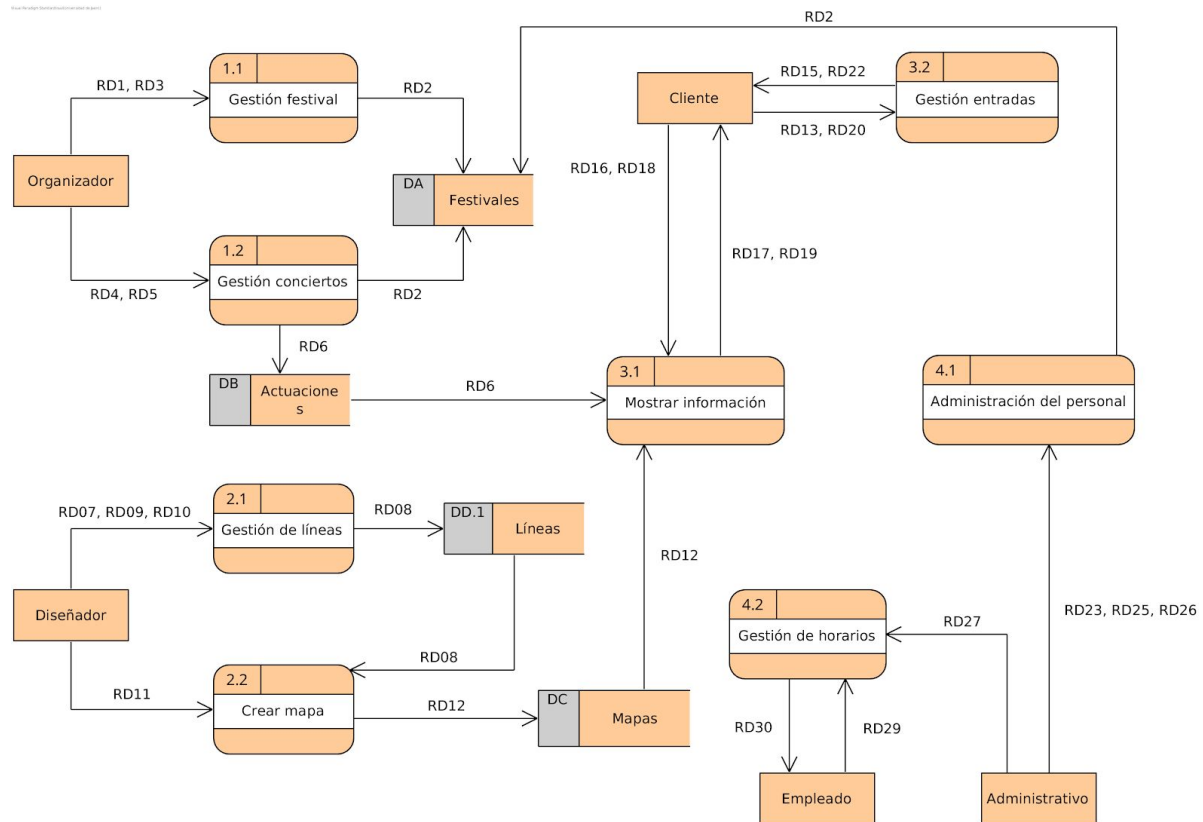 RD2
1.1
RD1, RD3
Gestión festival
RD2
Cliente
RD15, RD22
3.2
Gestión entradas
RD13, RD20
Organizador
DA
Festivales
RD16, RD18
1.2
Gestión conciertos
RD4, RD5
RD2
RD17, RD19
RD6
DB
Actuacione
s
RD6
3.1
Mostrar información
4.1
Administración del personal
2.1
RD07, RD09, RD10
Gestión de líneas
RD08
DD.1
Líneas
RD12
Diseñador
4.2
Gestión de horarios
RD27
RD23, RD25, RD26
RD08
2.2
RD11
Crear mapa
RD12
DC
Mapas
RD30
RD29
Empleado
Administrativo